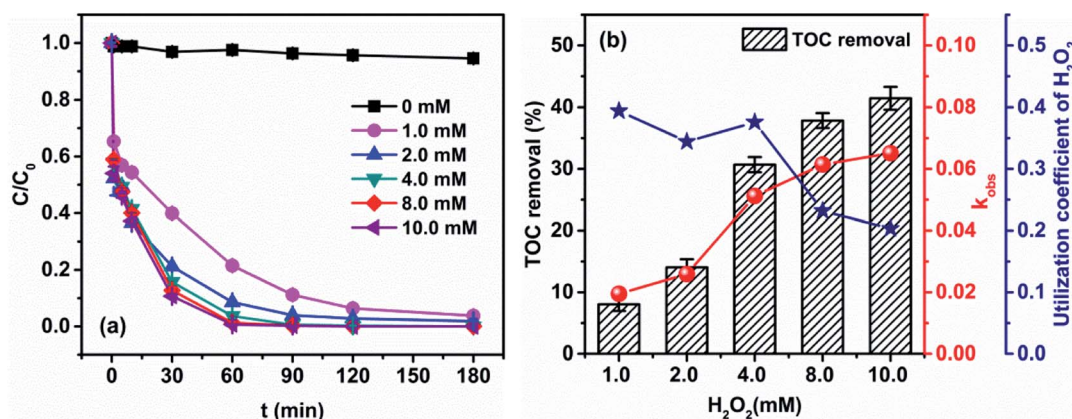 (a)
C/C₀
1.0
0.8
0.6
0.4
0.2
0.0
0 mM
1.0 mM
2.0 mM
4.0 mM
8.0 mM
10.0 mM
0 30 60 90 120 150 180
t (min)
(b)
TOC removal
TOC removal (%)
50
40
30
20
10
0
1.0 2.0 4.0 8.0 10.0
H₂O₂(mM)
0.10
0.08
0.06
0.04
0.02
0.00
k_obs
0.5
0.4
0.3
0.2
0.1
0.0
Utilization coefficient of H₂O₂